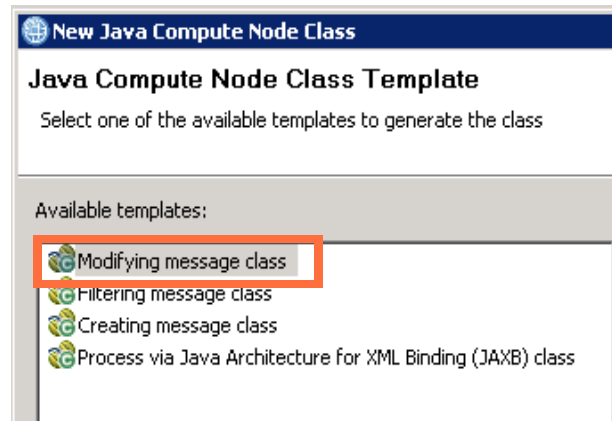 New Java Compute Node Class
Java Compute Node Class Template
Select one of the available templates to generate the class
Available templates:
Modifying message class
Filtering message class
Creating message class
Process via Java Architecture for XML Binding (JAXB) class